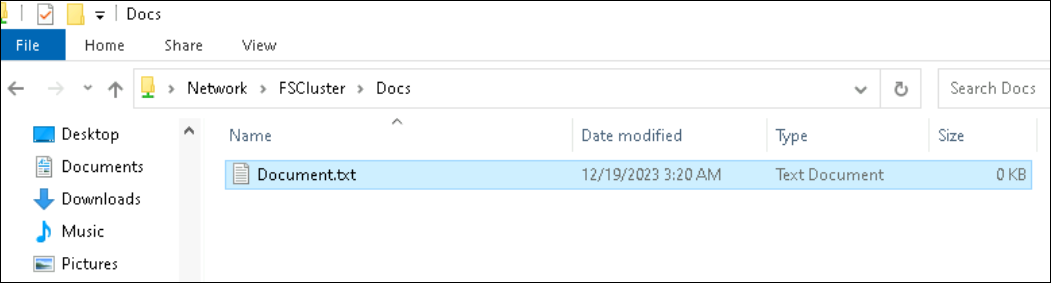 Docs
File Home Share View
Network FSCluster Docs Search Docs
Desktop
Documents
Downloads
Music
Pictures
Name Date modified Type Size
Document.txt 12/19/2023 3:20 AM Text Document 0 KB